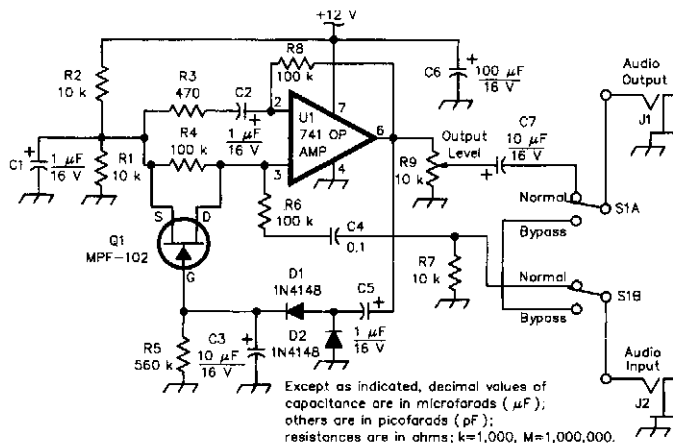 +12 V
R2
10 k
R3
470
C2
+
1 µF
16 V
R8
100 k
C6
+
100 µF
16 V
Audio
Output
J1
2
7
U1
741 OP
AMP
6
3
4
C1
+
1 µF
16 V
R1
10 k
R4
100 k
R9
10 k
Output
Level
C7
10 µF
16 V
+
Normal
S1A
Bypass
S
D
Q1
MPF-102
G
R6
100 k
C4
0.1
R7
10 k
Normal
S1B
Bypass
D1
1N4148
C5
+
1 µF
16 V
D2
1N4148
R5
560 k
C3
10 µF
16 V
+
Audio
Input
J2
Except as indicated, decimal values of
capacitance are in microfarads ( µF);
others are in picofarads (pF);
resistances are in ohms; k=1,000, M=1,000,000.